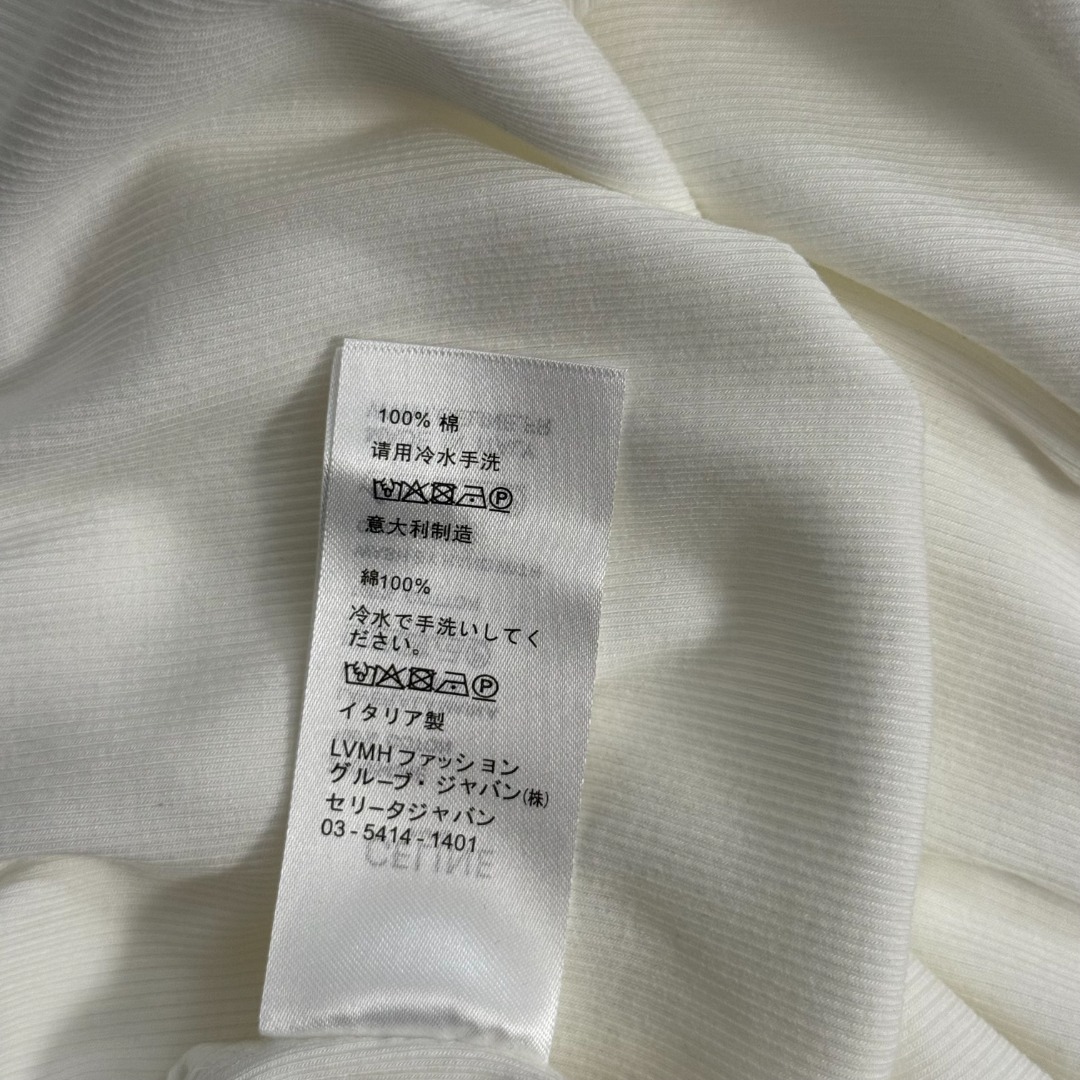 100% 棉
请用冷水手洗
P
意大利制造
綿100%
冷水で手洗いしてく
ださい。
P
イタリア製
LVMHファッション
グループ・ジャパン(株)
セリーヌジャパン
03-5414-1401
CELINE